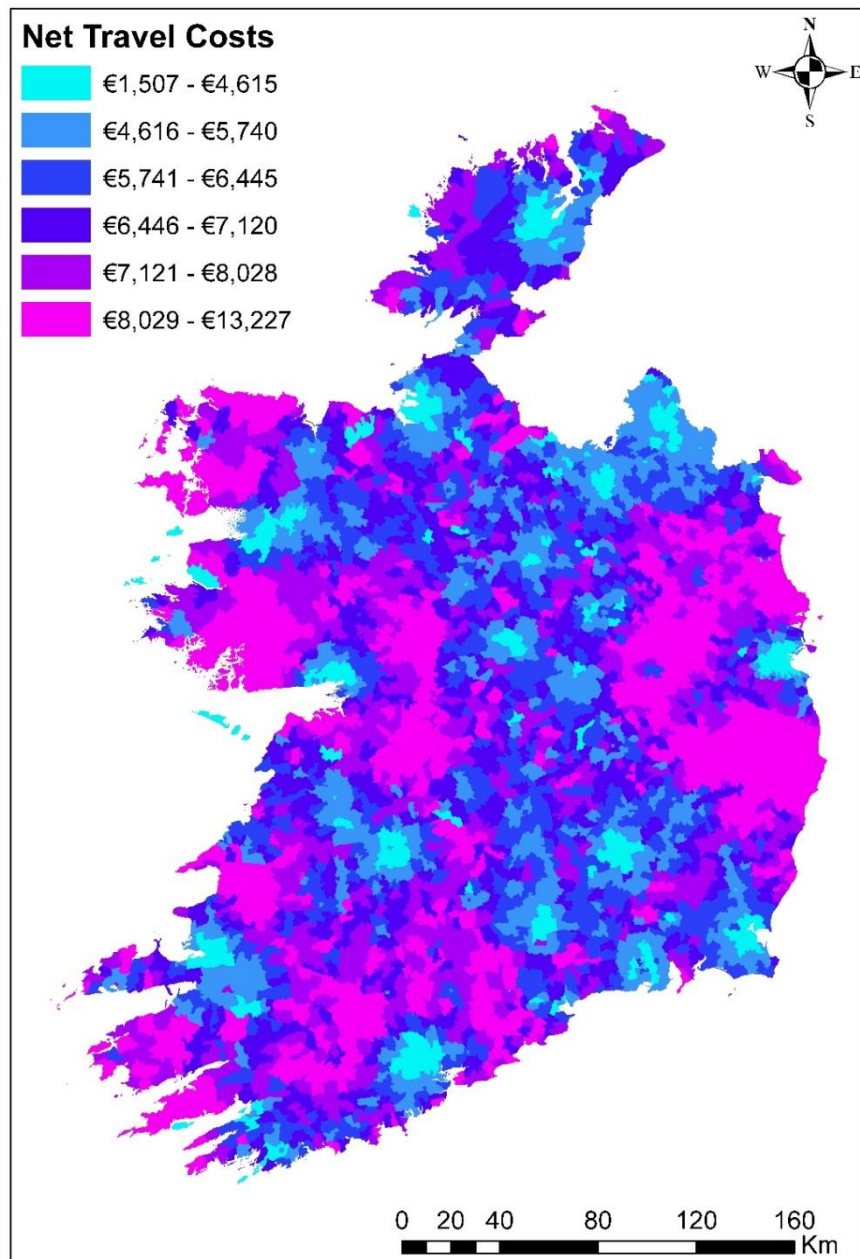 Net Travel Costs
€1,507 - €4,615
€4,616 - €5,740
€5,741 - €6,445
€6,446 - €7,120
€7,121 - €8,028
€8,029 - €13,227
N
W E
S
0 20 40 80 120 160
Km